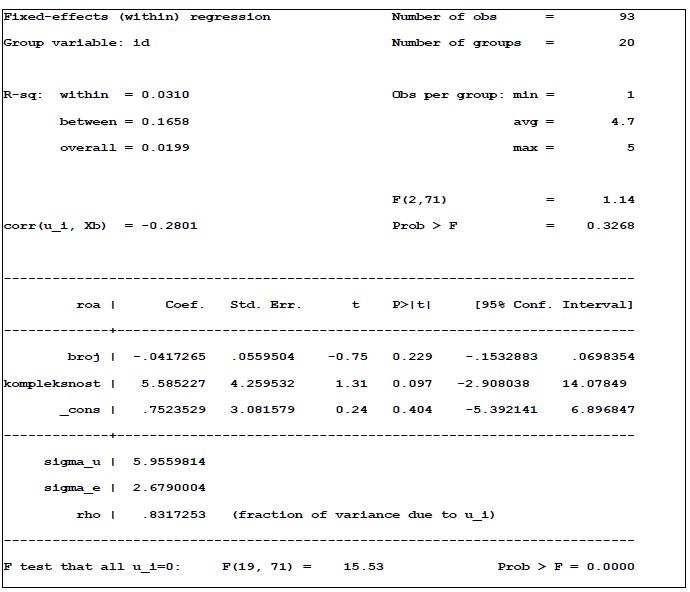 Fixed-effects (within) regression               Number of obs      =        93
Group variable: id                              Number of groups   =        20
R-sq:  within  = 0.0310                         Obs per group: min =         1
       between = 0.1658                                        avg =       4.7
       overall = 0.0199                                        max =         5
                                                F(2,71)            =      1.14
corr(u_i, Xb)  = -0.2801                        Prob > F           =    0.3268
------------------------------------------------------------------------------
         roa |      Coef.   Std. Err.      t    P>|t|     [95% Conf. Interval]
-------------+----------------------------------------------------------------
        broj |  -.0417265   .0559504    -0.75   0.229     -.1532883    .0698354
kompleksnost |   5.585227   4.259532     1.31   0.097   -2.908038    14.07849
       _cons |   .7523529   3.081579     0.24   0.404    -5.392141    6.896847
-------------+----------------------------------------------------------------
     sigma_u |  5.9559814
     sigma_e |  2.6790004
         rho |   .8317253   (fraction of variance due to u_i)
------------------------------------------------------------------------------
F test that all u_i=0:     F(19, 71) =    15.53              Prob > F = 0.0000